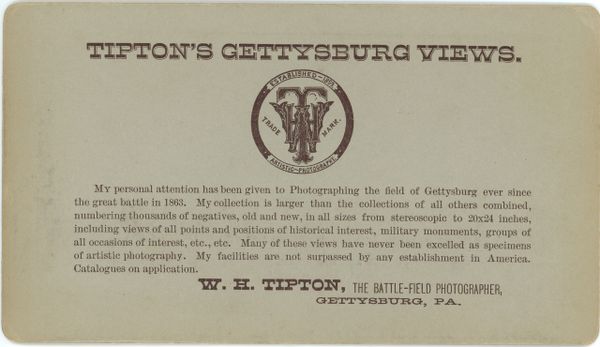 TIPTON'S GETTYSBURG VIEWS.
ESTABLISHED
TRADE MARK.
ARTISTIC-PHOTOGRAPHY
My personal attention has been given to Photographing the field of Gettysburg ever since
the great battle in 1863. My collection is larger than the collections of all others combined,
numbering thousands of negatives, old and new, in all sizes from stereoscopic to 20x24 inches,
including views of all points and positions of historical interest, military monuments, groups of
all occasions of interest, etc., etc. Many of these views have never been excelled as specimens
of artistic photography. My facilities are not surpassed by any establishment in America.
Catalogues on application.
W. H. TIPTON, THE BATTLE-FIELD PHOTOGRAPHER,
GETTYSBURG, PA.